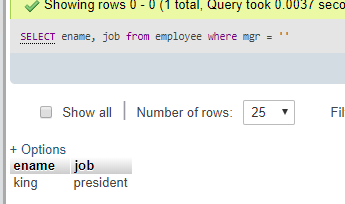 Showing rows 0 - 0 (1 total, Query took 0.0037 seco
SELECT ename, job from employee where mgr = ''
Show all | Number of rows: 25 Fil
+ Options
ename job
king president